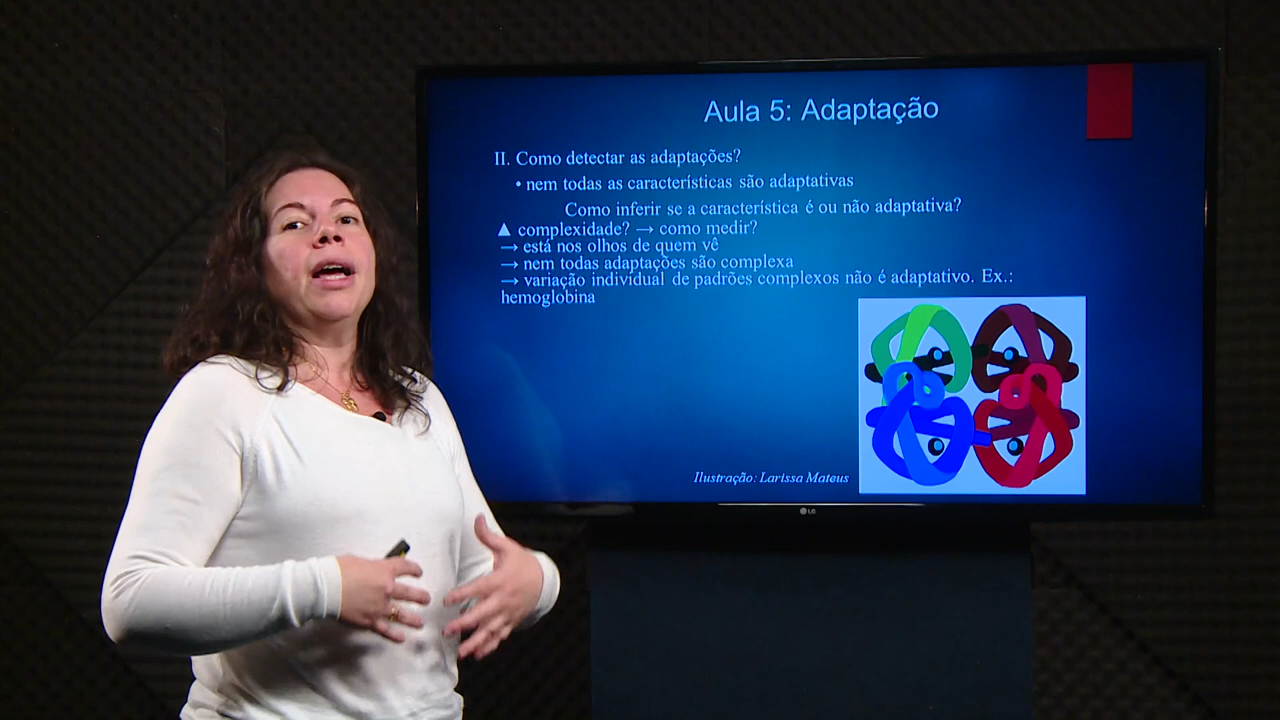 Aula 5: Adaptação
II. Como detectar as adaptações?
• nem todas as características são adaptativas
Como inferir se a característica é ou não adaptativa?
▲ complexidade? → como medir?
→ está nos olhos de quem vê
→ nem todas adaptações são complexa
→ variação individual de padrões complexos não é adaptativo. Ex.:
hemoglobina
Ilustração: Larissa Mateus
LG